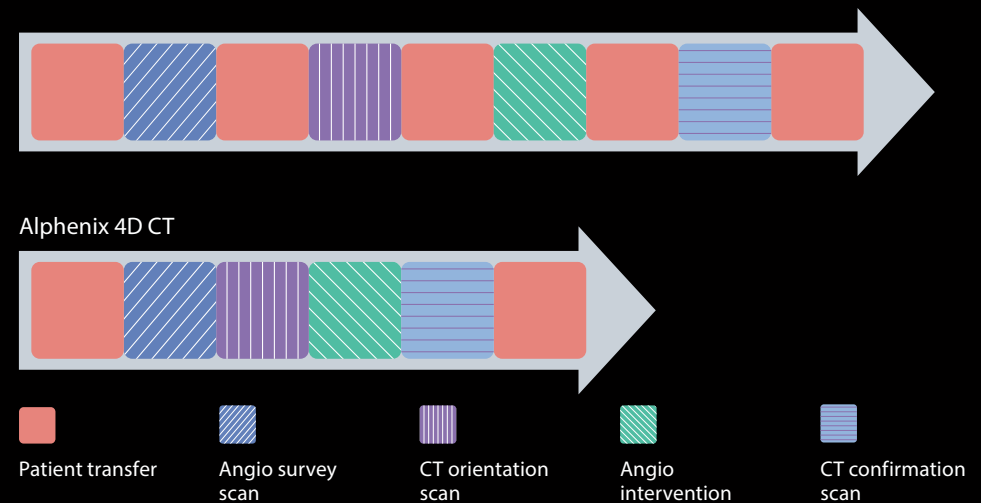 Alphenix 4D CT
Patient transfer
Angio survey
scan
CT orientation
scan
Angio
intervention
CT confirmation
scan